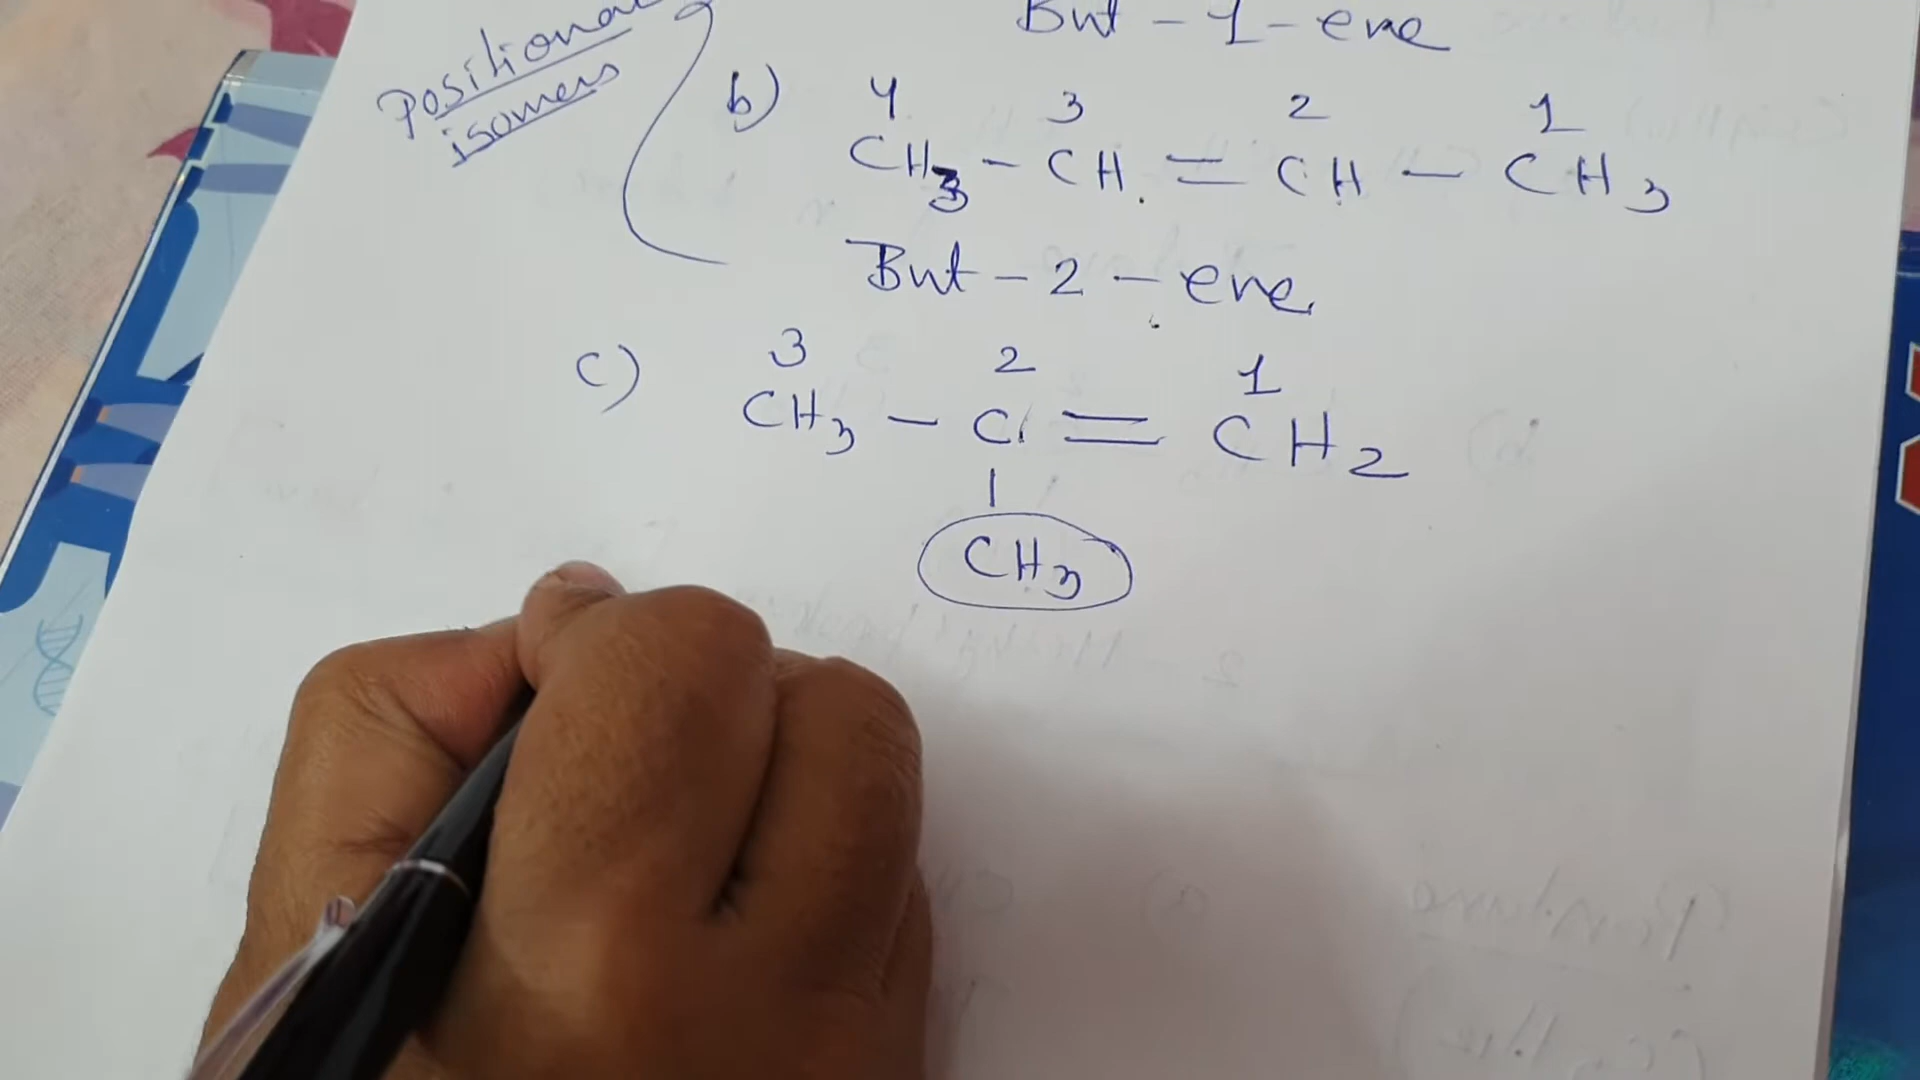 But - 1 - ene
Positional
isomers
b)
4 3 2 1
CH3 - CH = CH - CH3
But - 2 - ene
c)
3 2 1
CH3 - C = CH2
CH3